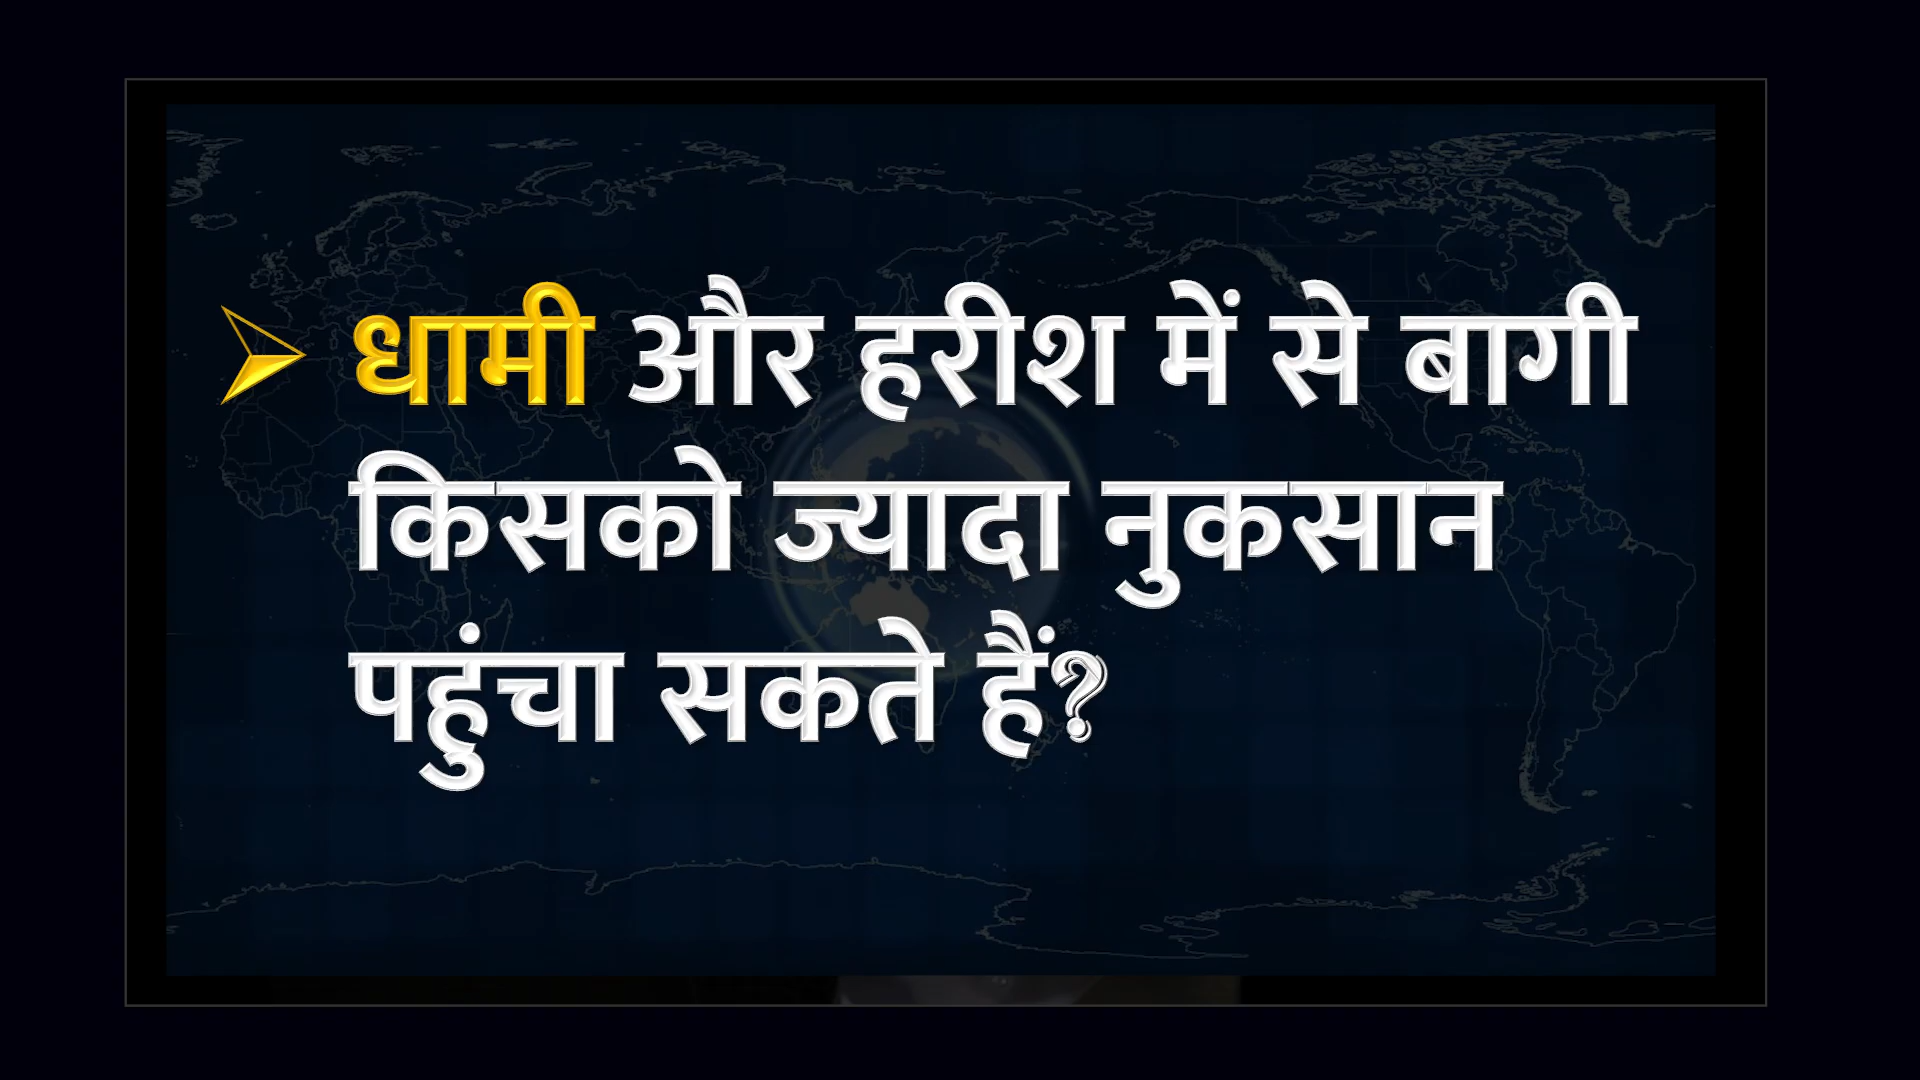 धामी और हरीश में से बागी
किसको ज्यादा नुकसान
पहुंचा सकते हैं?